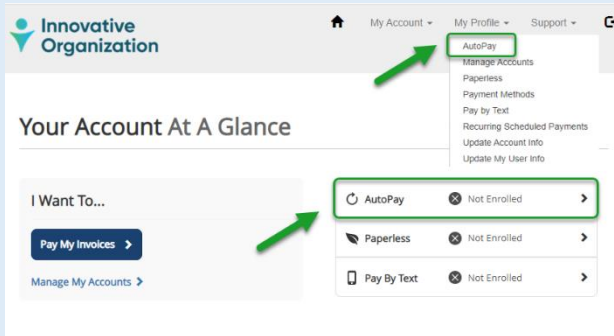 Innovative
Organization
My Account
My Profile
Support
AutoPay
Manage Accounts
Paperless
Payment Methods
Pay by Text
Recurring Scheduled Payments
Update Account Info
Update My User Info
Your Account At A Glance
I Want To...
Pay My Invoices
Manage My Accounts
AutoPay Not Enrolled
Paperless Not Enrolled
Pay By Text Not Enrolled